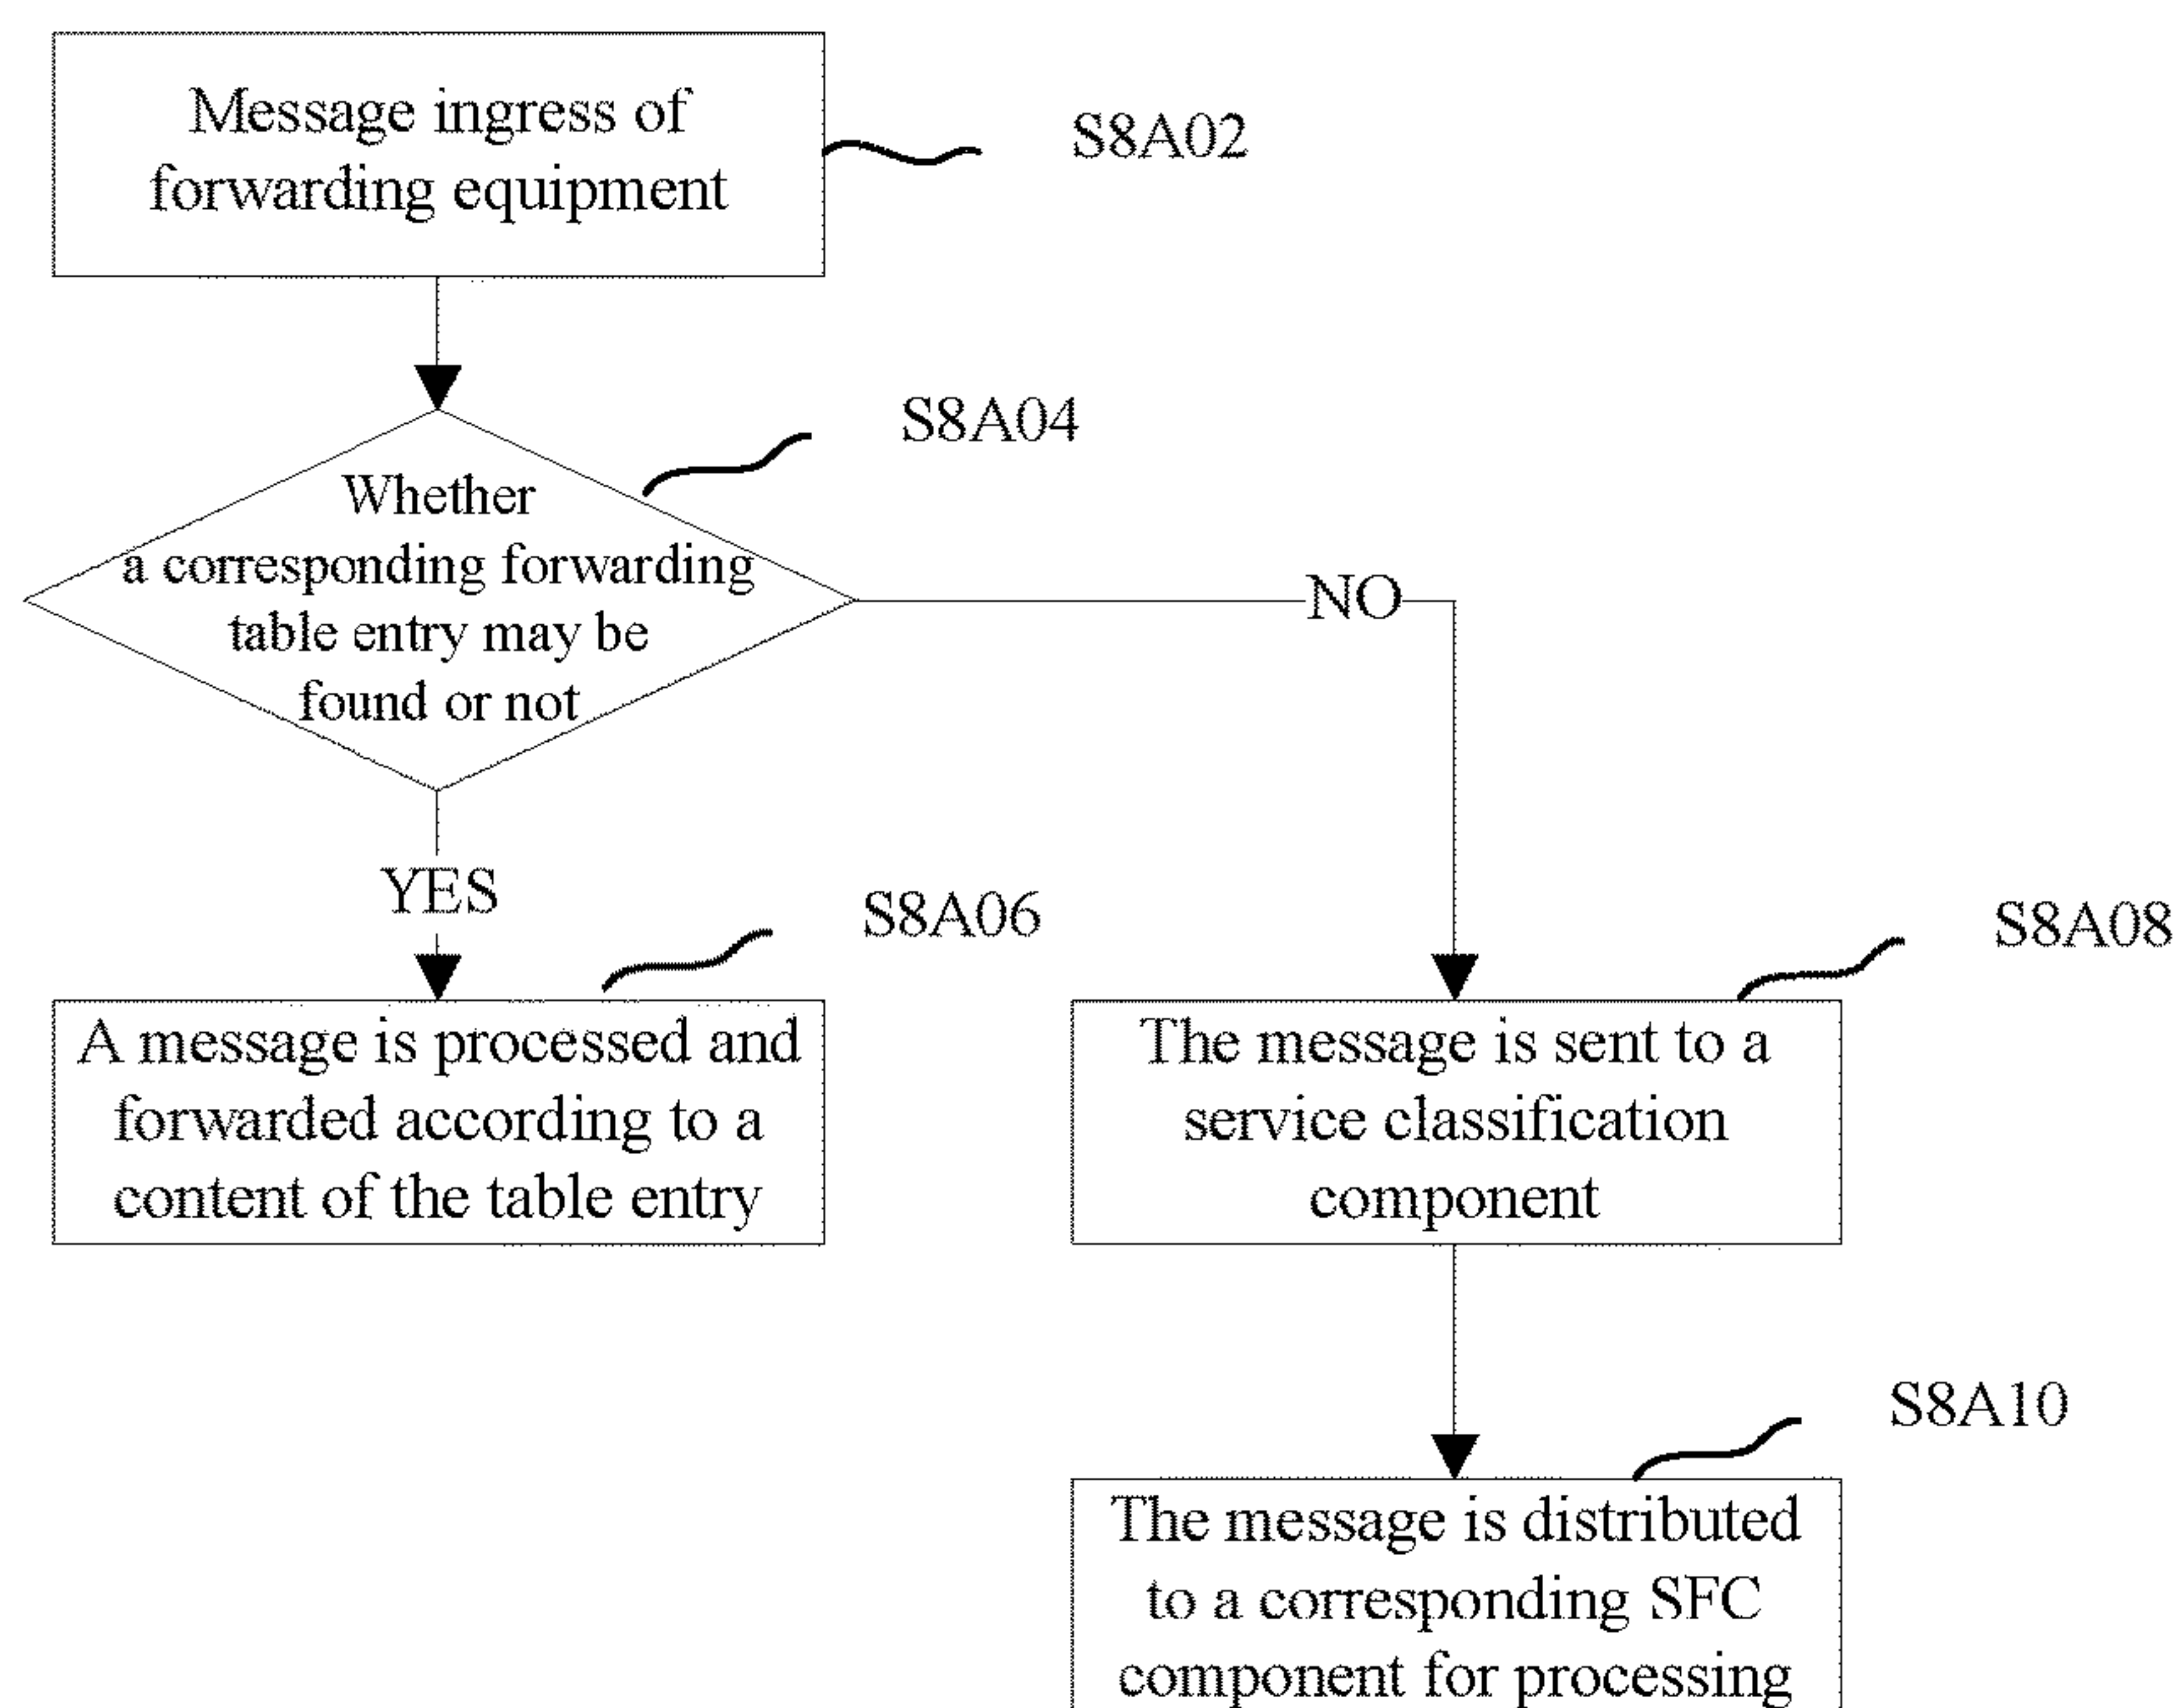 Message ingress of
forwarding equipment
S8A02
S8A04
Whether
a corresponding forwarding
table entry may be
found or not
NO
YES
S8A06
S8A08
A message is processed and
forwarded according to a
content of the table entry
The message is sent to a
service classification
component
S8A10
The message is distributed
to a corresponding SFC
component for processing